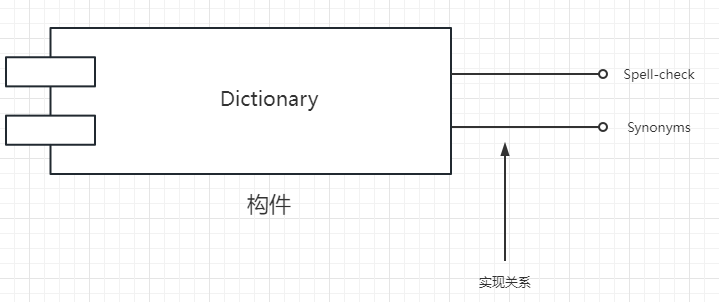 Dictionary
Spell-check
Synonyms
构件
实现关系